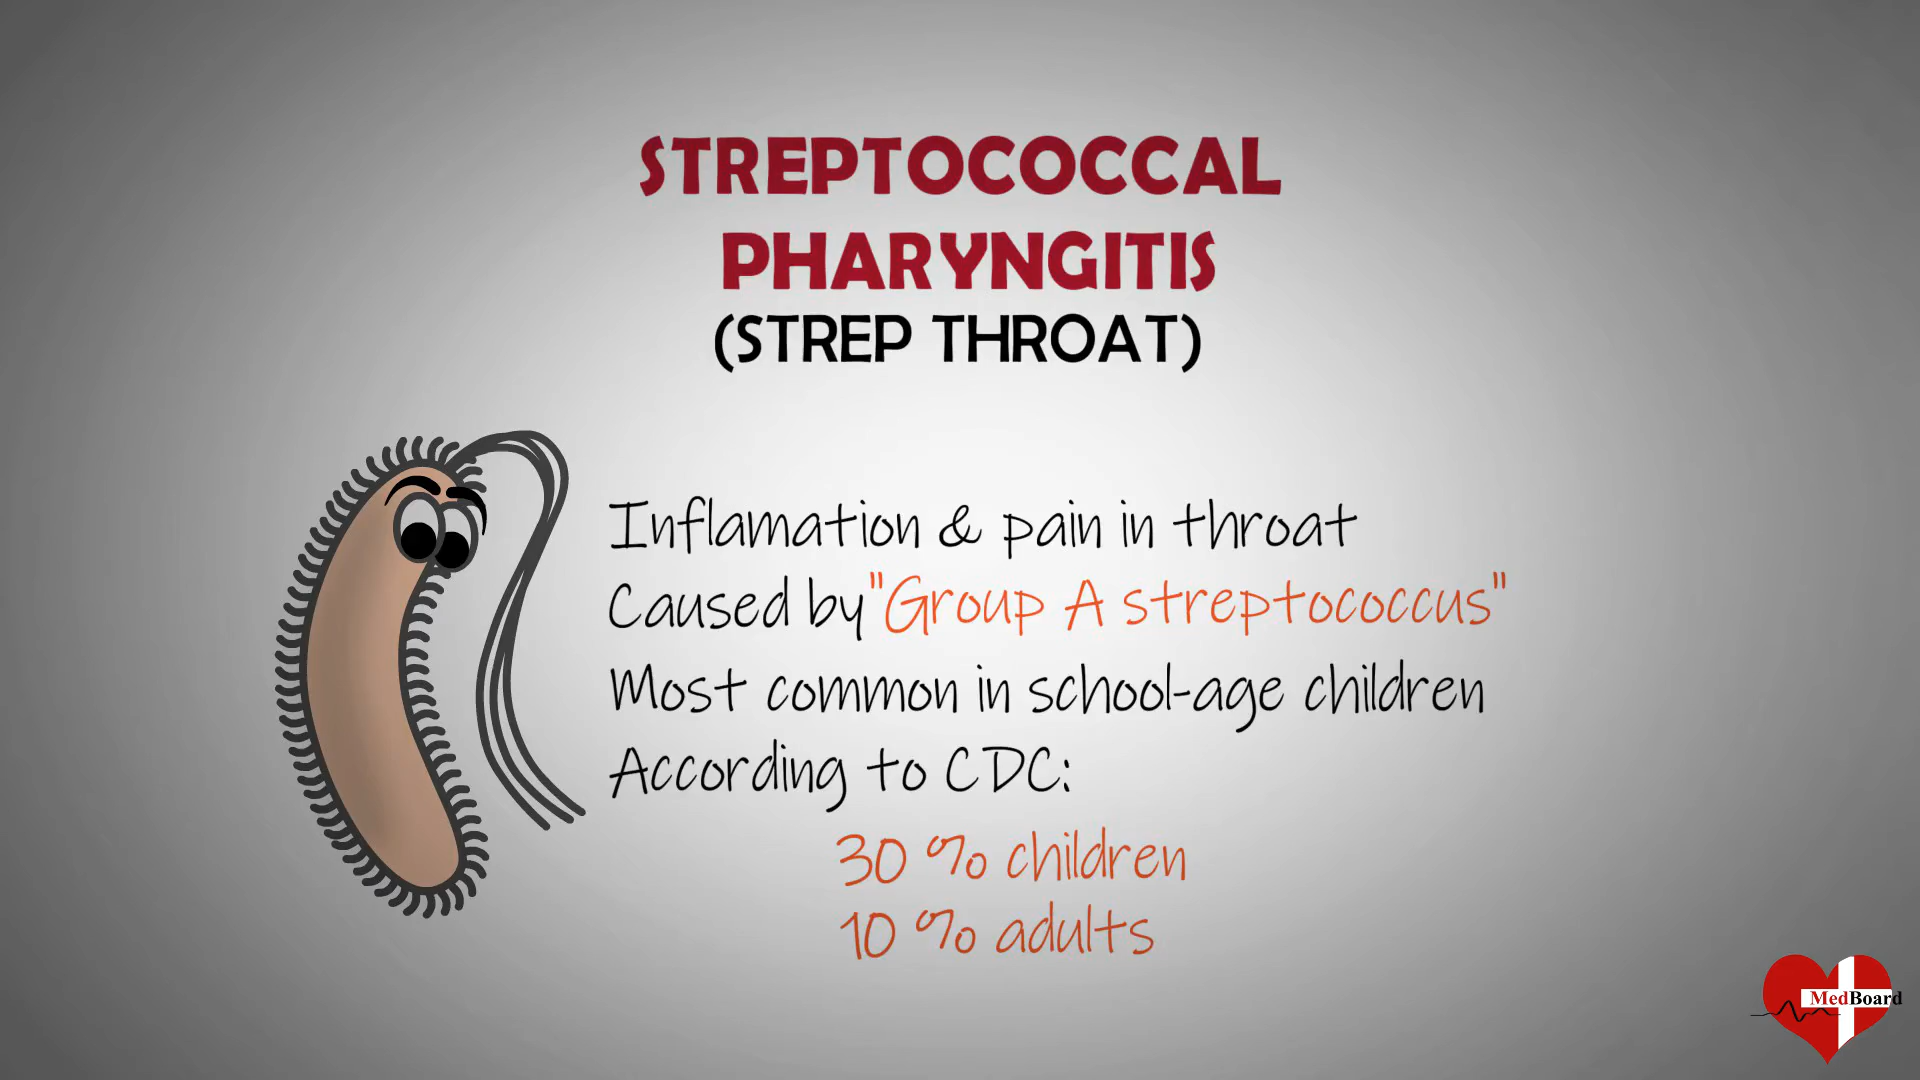 STREPTOCOCCAL
PHARYNGITIS
(STREP THROAT)
Inflamation & pain in throat
Caused by "Group A streptococcus"
Most common in school-age children
According to CDC:
30 % children
10 % adults
MedBoard